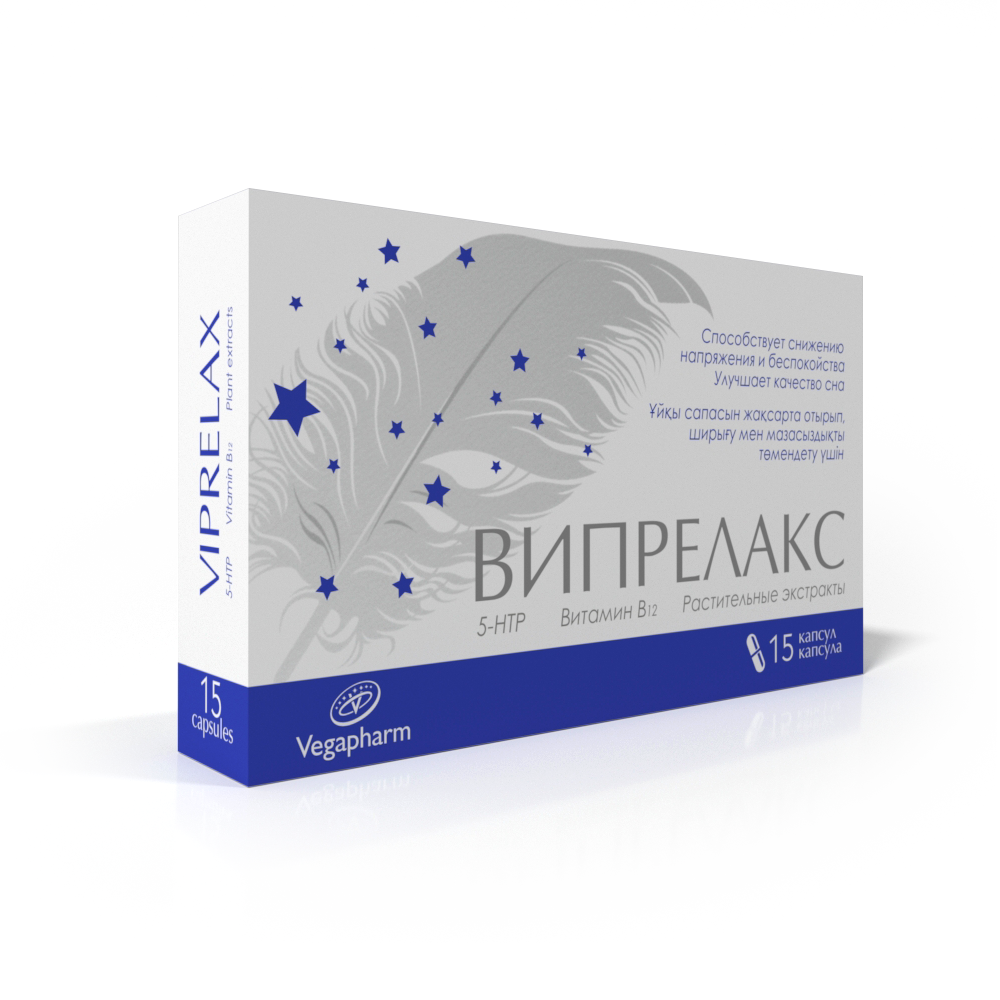 VIPRELAX
5-HTP Vitamin B12 Plant extracts
15
capsules
Способствует снижению
напряжения и беспокойства
Улучшает качество сна
Ұйқы сапасын жақсарта отырып,
ширығу мен мазасыздықты
төмендету үшін
ВИПРЕЛАКС
5-HTP Витамин B12 Растительные экстракты
15 капсул
капсула
V
Vegapharm